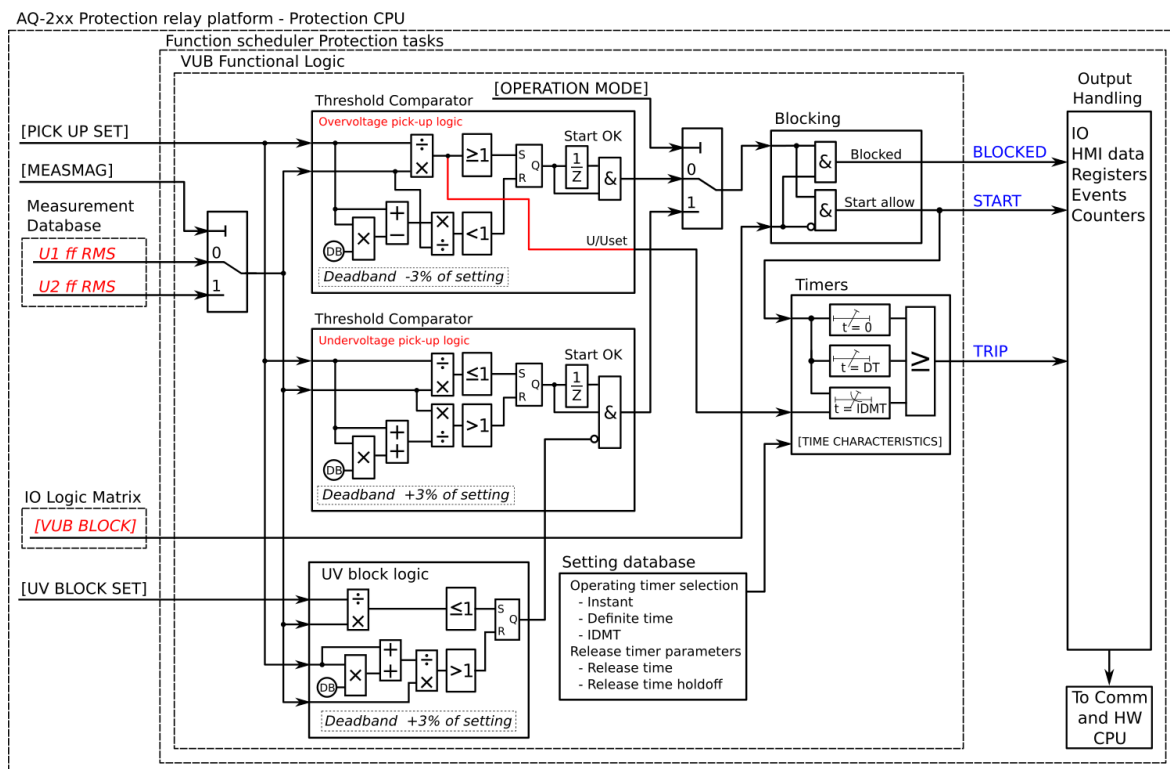 AQ-2xx Protection relay platform - Protection CPU
Function scheduler Protection tasks
VUB Functional Logic
[PICK UP SET]
[MEASMAG]
Measurement
Database
U1 ff RMS
U2 ff RMS
0
1
Threshold Comparator
Overvoltage pick-up logic
÷
×
≥1
S
R
Q
Start OK
1
Z
&
+
−
×
DB
×
÷
<1
U/Uset
Deadband -3% of setting
[OPERATION MODE]
0
1
Blocking
&
Blocked
&
Start allow
BLOCKED
START
Output
Handling
IO
HMI data
Registers
Events
Counters
Threshold Comparator
Undervoltage pick-up logic
÷
×
≤1
S
R
Q
Start OK
1
Z
&
×
÷
>1
+
+
×
DB
Deadband +3% of setting
Timers
t = 0
t = DT
t = IDMT
≥
[TIME CHARACTERISTICS]
TRIP
IO Logic Matrix
[VUB BLOCK]
[UV BLOCK SET]
UV block logic
÷
×
≤1
S
R
Q
+
+
×
DB
÷
×
>1
Deadband +3% of setting
Setting database
Operating timer selection
- Instant
- Definite time
- IDMT
Release timer parameters
- Release time
- Release time holdoff
To Comm
and HW
CPU